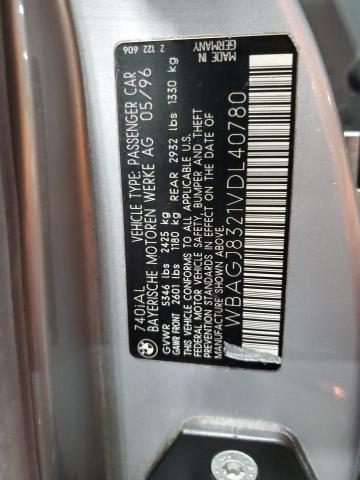 740iAL VEHICLE TYPE: PASSENGER CAR 2 122 606
BAYERISCHE MOTOREN WERKE AG 05/96
GVWR 5346 lbs 2425 kg MADE IN GERMANY
GAWR FRONT 2601 lbs 1180 kg REAR 2932 lbs 1330 kg
THIS VEHICLE CONFORMS TO ALL APPLICABLE
FEDERAL MOTOR VEHICLE SAFETY, BUMPER AND THEFT
PREVENTION STANDARDS IN EFFECT ON THE DATE OF
MANUFACTURE SHOWN ABOVE.
WBAGJ8321VDL40780